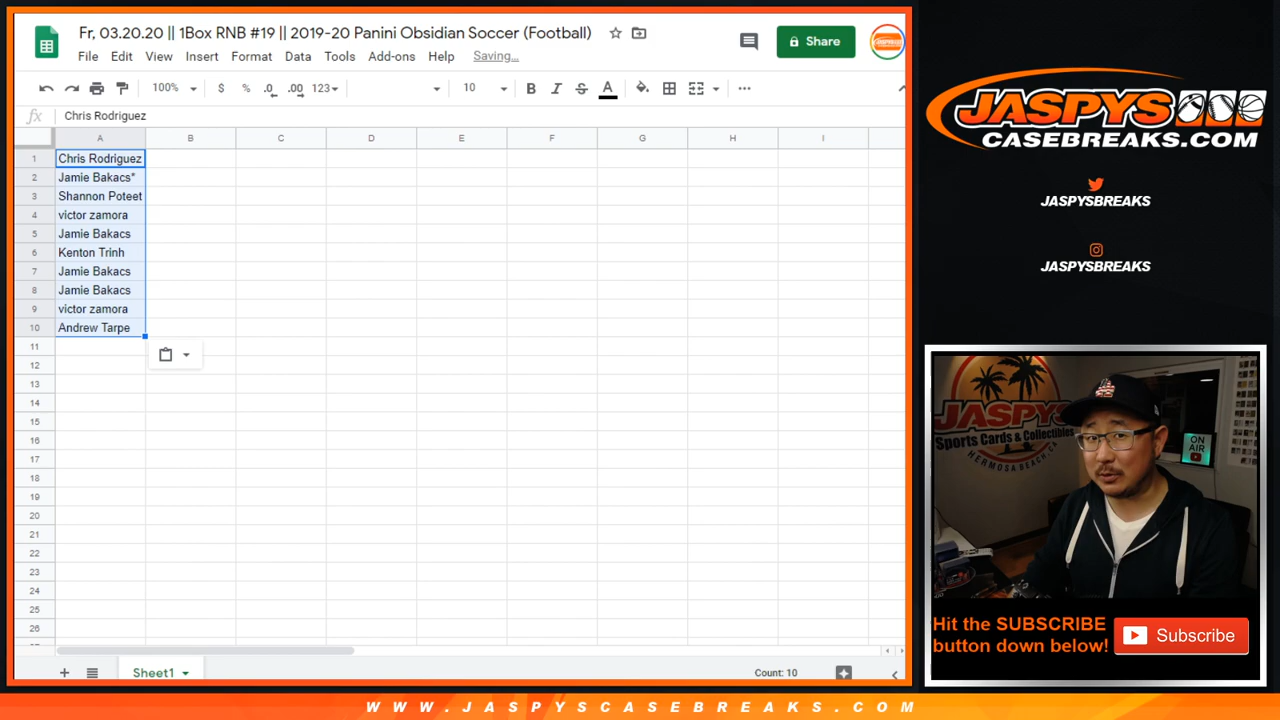 Fr, 03.20.20 || 1Box RNB #19 || 2019-20 Panini Obsidian Soccer (Football)
File Edit View Insert Format Data Tools Add-ons Help Saving...
Share
100% $ % .0 .00 123 10 B I S A
fx Chris Rodriguez
A B C D E F G H I
1 Chris Rodriguez
2 Jamie Bakacs*
3 Shannon Poteet
4 victor zamora
5 Jamie Bakacs
6 Kenton Trinh
7 Jamie Bakacs
8 Jamie Bakacs
9 victor zamora
10 Andrew Tarpe
11
12
13
14
15
16
17
18
19
20
21
22
23
24
25
26
Sheet1
Count: 10
JASPYS
CASEBREAKS.COM
JASPYSBREAKS
JASPYSBREAKS
JASPYS
Sports Cards & Collectibles
HERMOSA BEACH, CA
ON
AIR
Hit the SUBSCRIBE
button down below!
Subscribe
WWW.JASPYSCASEBREAKS.COM